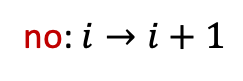 no: 𝑖 → 𝑖 + 1